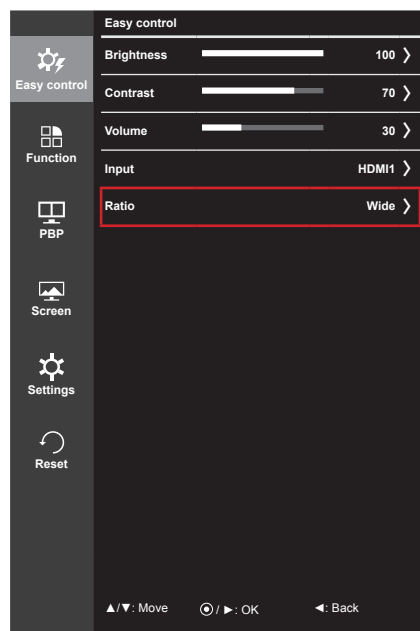 Easy control
Easy control
Function
PBP
Screen
Settings
Reset
Brightness 100
Contrast 70
Volume 30
Input HDMI1
Ratio Wide
▲/▼: Move ◉ / ►: OK ◄: Back